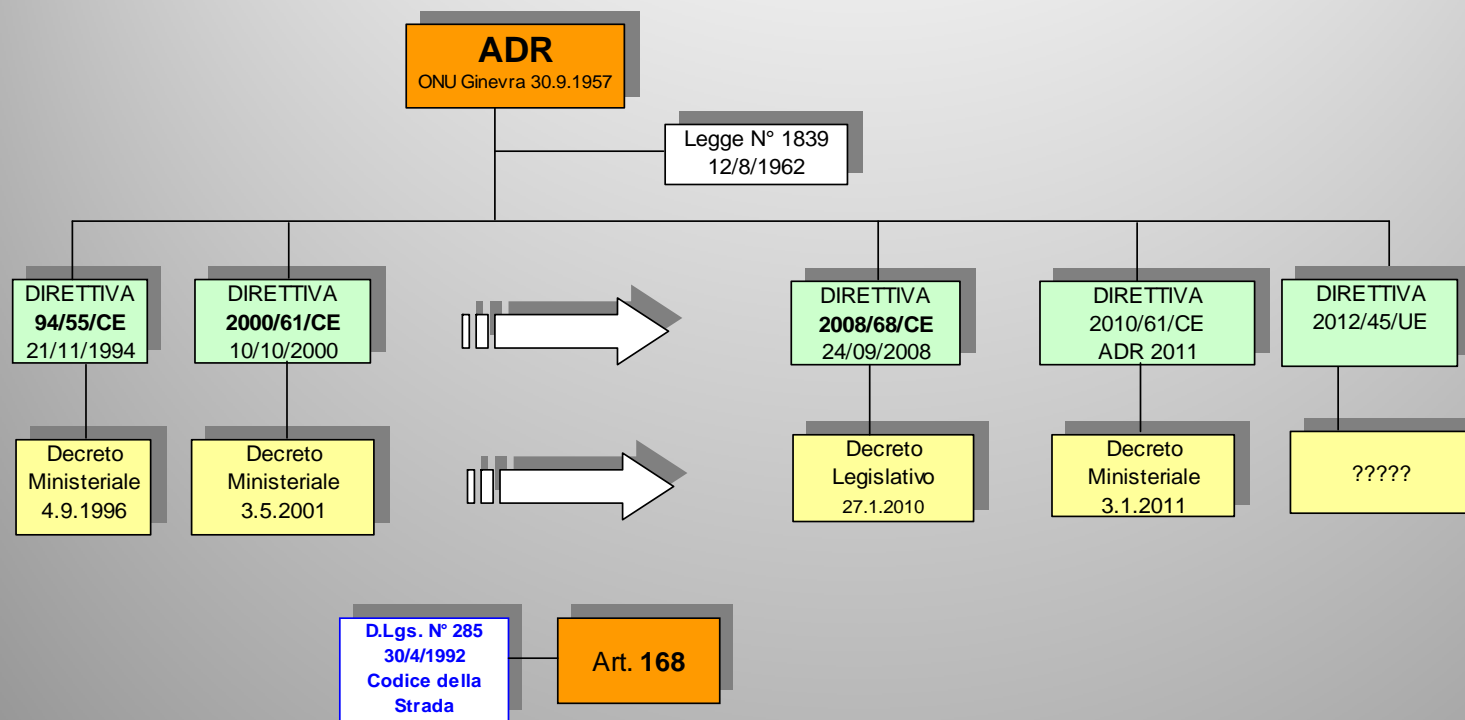 ADR
ONU Ginevra 30.9.1957
Legge N° 1839
12/8/1962
DIRETTIVA
94/55/CE
21/11/1994
DIRETTIVA
2000/61/CE
10/10/2000
DIRETTIVA
2008/68/CE
24/09/2008
DIRETTIVA
2010/61/CE
ADR 2011
DIRETTIVA
2012/45/UE
Decreto
Ministeriale
4.9.1996
Decreto
Ministeriale
3.5.2001
Decreto
Legislativo
27.1.2010
Decreto
Ministeriale
3.1.2011
?????
D.Lgs. N° 285
30/4/1992
Codice della
Strada
Art. 168